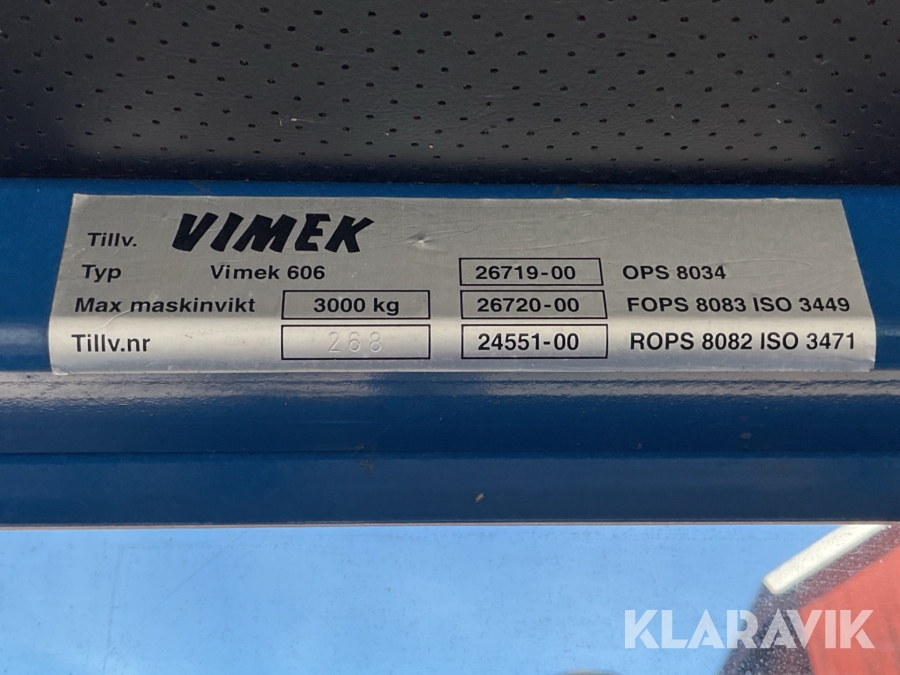 Tillv. VIMEK
Typ Vimek 606 26719-00 OPS 8034
Max maskinvikt 3000 kg 26720-00 FOPS 8083 ISO 3449
Tillv.nr 268 24551-00 ROPS 8082 ISO 3471
KLARAVIK